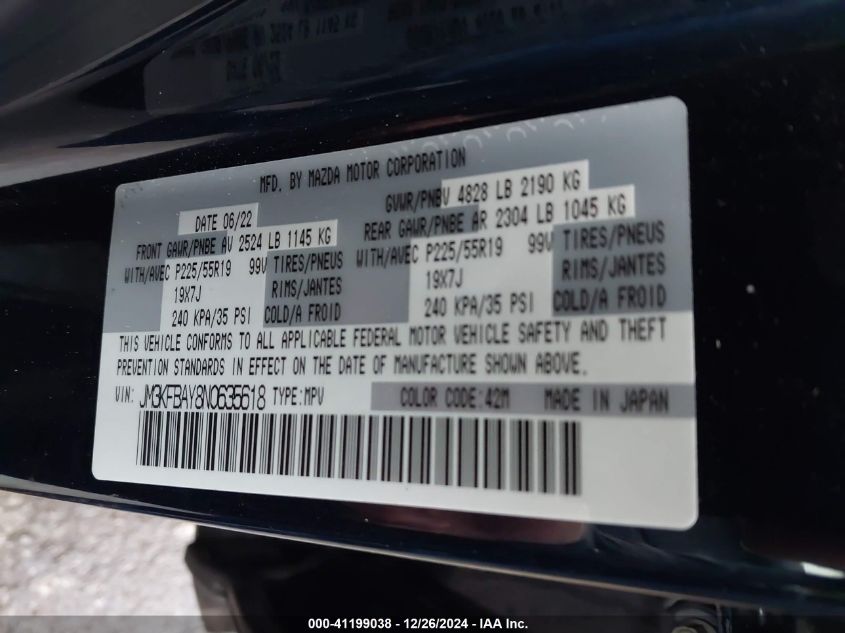 MFD. BY MAZDA MOTOR CORPORATION
DATE 06/22 GVWR/PNBV 4828 LB 2190 KG
FRONT GAWR/PNBE AV 2524 LB 1145 KG REAR GAWR/PNBE AR 2304 LB 1045 KG
WITH/AVEC P225/55R19 99V TIRES/PNEUS WITH/AVEC P225/55R19 99V TIRES/PNEUS
19X7J RIMS/JANTES 19X7J RIMS/JANTES
240 KPA/35 PSI COLD/A FROID 240 KPA/35 PSI COLD/A FROID
THIS VEHICLE CONFORMS TO ALL APPLICABLE FEDERAL MOTOR VEHICLE SAFETY AND THEFT
PREVENTION STANDARDS IN EFFECT ON THE DATE OF MANUFACTURE SHOWN ABOVE.
VIN: JM3KFBAY8N0635618 TYPE:MPV COLOR CODE:42M MADE IN JAPAN
000-41199038 - 12/26/2024 - IAA Inc.